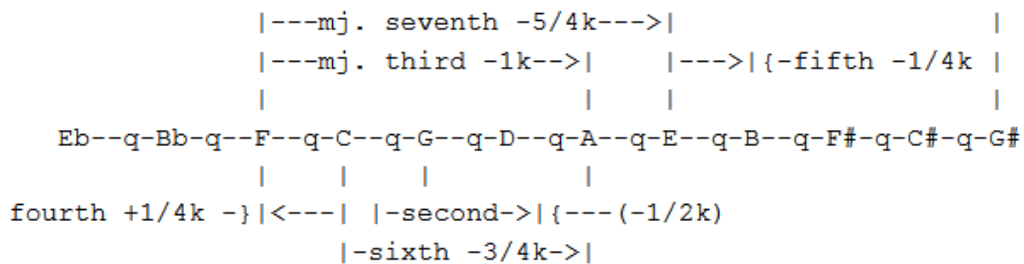 |---mj. seventh -5/4k--->| |
|---mj. third -1k-->| |--->|{-fifth -1/4k |
| | | |
Eb--q-Bb-q--F--q-C--q-G--q-D--q-A--q-E--q-B--q-F#-q-C#-q-G#
| | | |
fourth +1/4k -}|<---| |-second->|{---(-1/2k)
|-sixth -3/4k->|